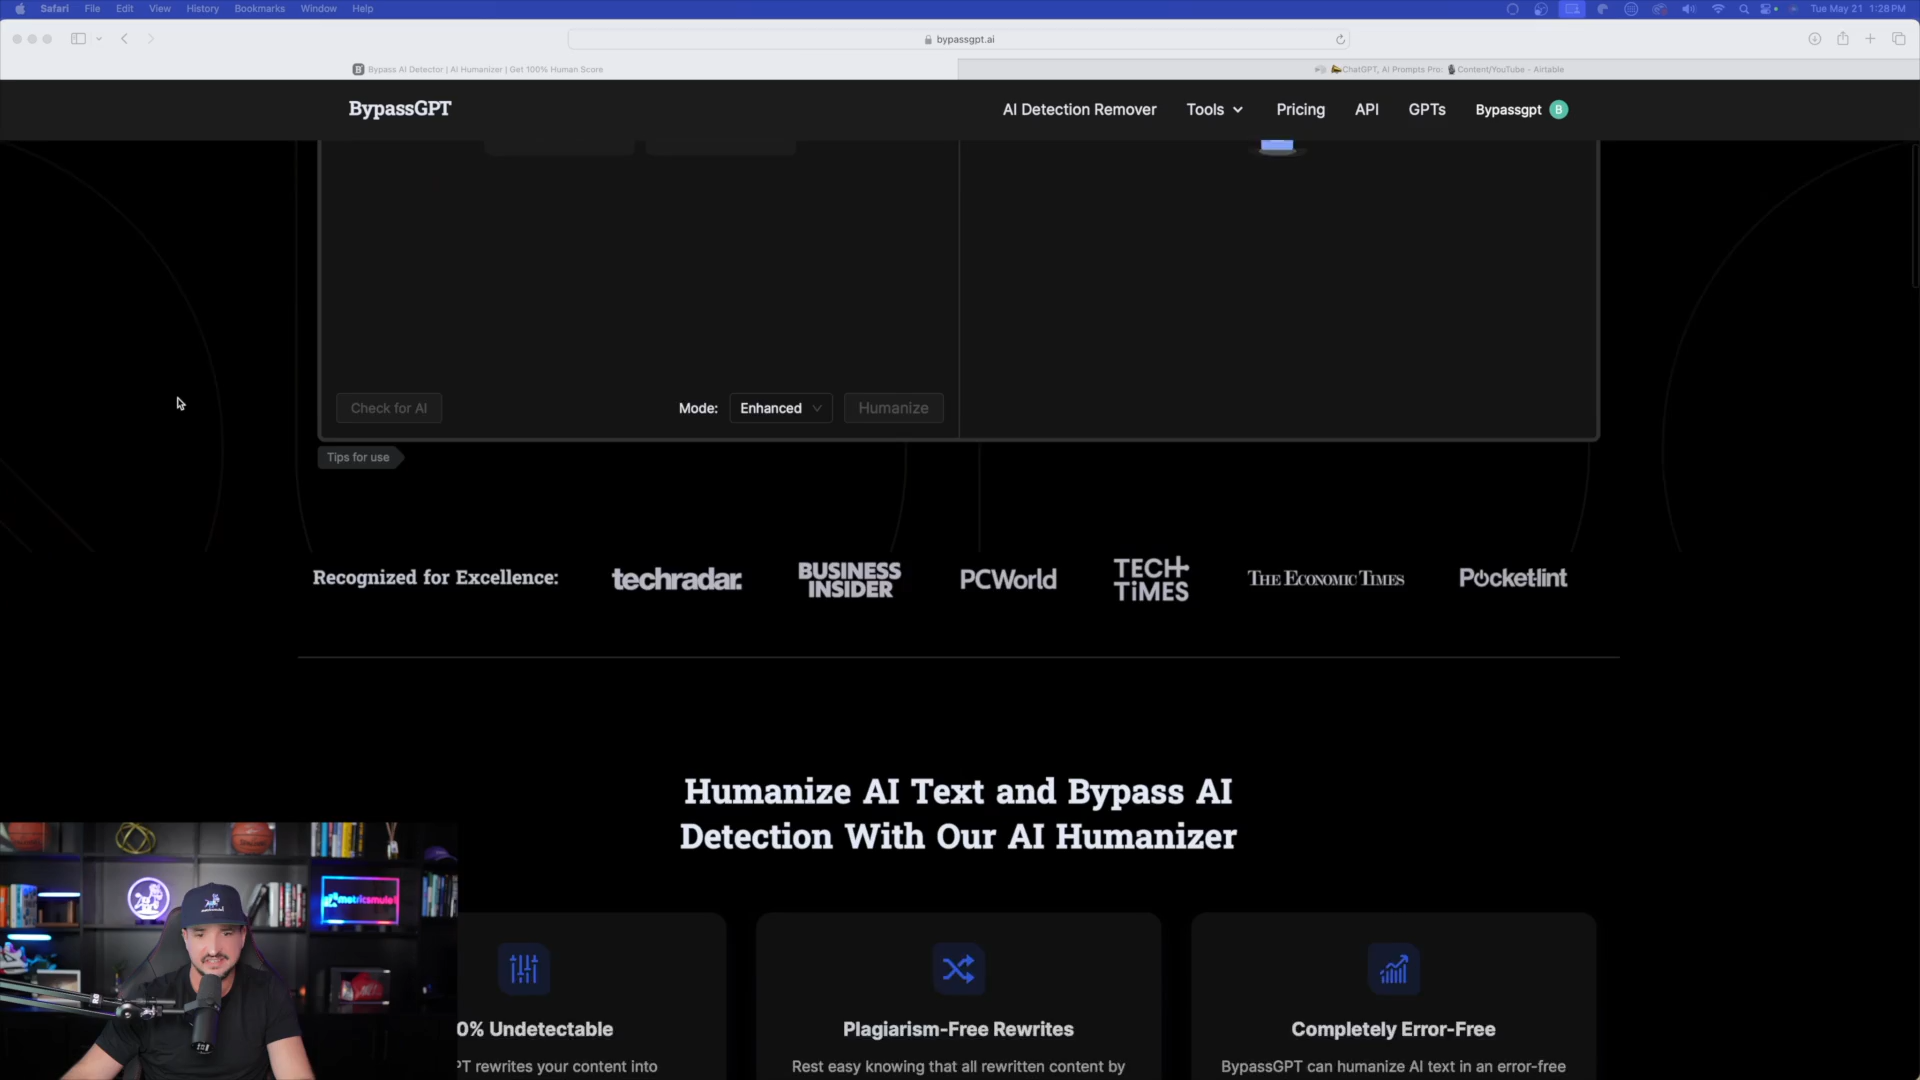 Safari File Edit View History Bookmarks Window Help
Tue May 21 1:28 PM
bypassgpt.ai
Bypass AI Detector | AI Humanizer | Get 100% Human Score
ChatGPT, AI Prompts Pro: Content/YouTube - Airtable
BypassGPT
AI Detection Remover Tools Pricing API GPTs Bypassgpt B
Check for AI
Mode: Enhanced Humanize
Tips for use
Recognized for Excellence:
techradar.
BUSINESS
INSIDER
PCWorld
TECH
TiMES
THE ECONOMIC TIMES
Pocket-lint
Humanize AI Text and Bypass AI
Detection With Our AI Humanizer
0% Undetectable
PT rewrites your content into
Plagiarism-Free Rewrites
Rest easy knowing that all rewritten content by
Completely Error-Free
BypassGPT can humanize AI text in an error-free
metricsmule